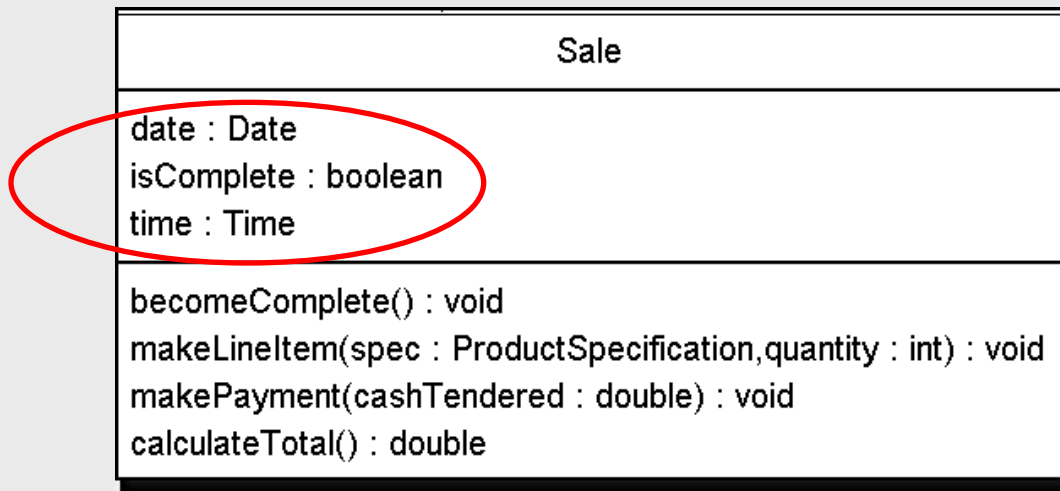 Sale
date : Date
isComplete : boolean
time : Time
becomeComplete() : void
makeLineItem(spec : ProductSpecification,quantity : int) : void
makePayment(cashTendered : double) : void
calculateTotal() : double